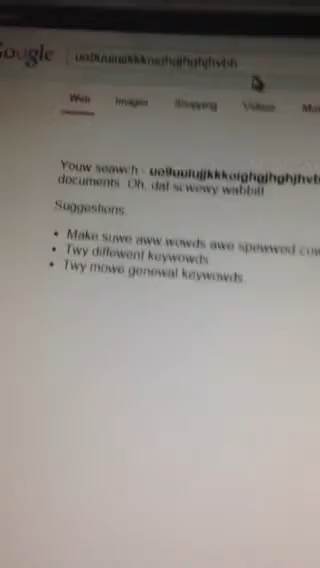 Google
Web Images Shopping Videos
Youw seawch -
documents. Oh, dat scwewy wabbit!
Suggestions:
• Make suwe aww wowds awe spewwed
• Twy diffewent keywowds.
• Twy mowe genewal keywowds.